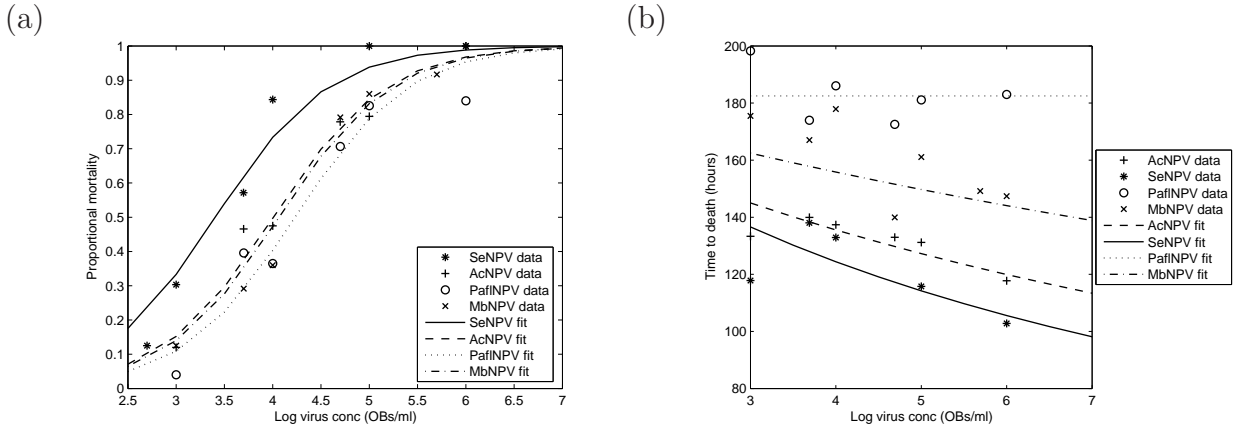 (a)
1
0.9
0.8
0.7
0.6
0.5
0.4
0.3
0.2
0.1
0
Proportional mortality
2.5 3 3.5 4 4.5 5 5.5 6 6.5 7
Log virus conc (OBs/ml)
SeNPV data
AcNPV data
PaflNPV data
MbNPV data
SeNPV fit
AcNPV fit
PaflNPV fit
MbNPV fit
(b)
200
180
160
140
120
100
80
Time to death (hours)
3 4 5 6 7
Log virus conc (OBs/ml)
AcNPV data
SeNPV data
PaflNPV data
MbNPV data
AcNPV fit
SeNPV fit
PaflNPV fit
MbNPV fit